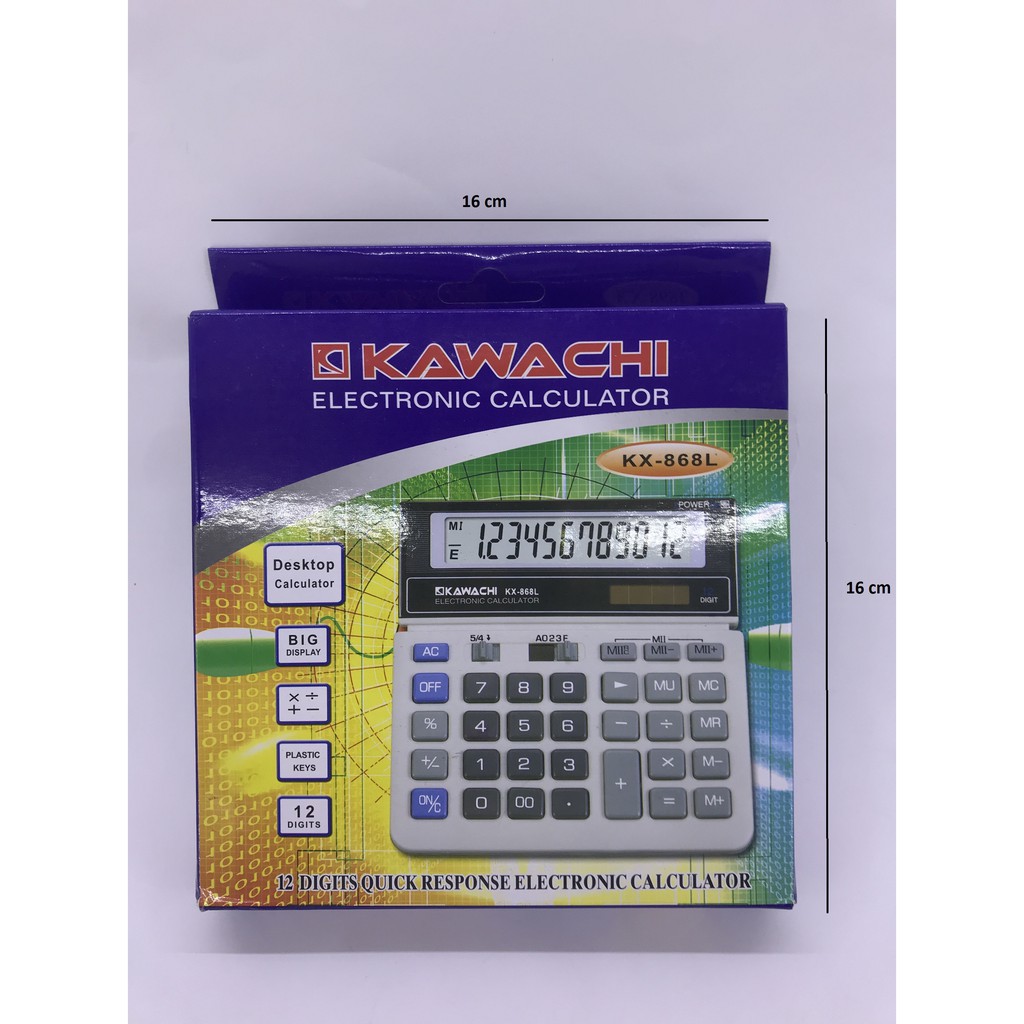 16 cm
KAWACHI
ELECTRONIC CALCULATOR
KX-868L
POWER
MI
E
1.23456789012
KAWACHI KX-868L
ELECTRONIC CALCULATOR
DIGIT
Desktop
Calculator
BIG
DISPLAY
× ÷
+ −
PLASTIC
KEYS
12
DIGITS
5/4 A023F MII
AC MII− MII+
OFF 7 8 9 ► MU MC
% 4 5 6 − ÷ MR
+/− 1 2 3 + × M−
ON/C 0 00 . = M+
12 DIGITS QUICK RESPONSE ELECTRONIC CALCULATOR
16 cm